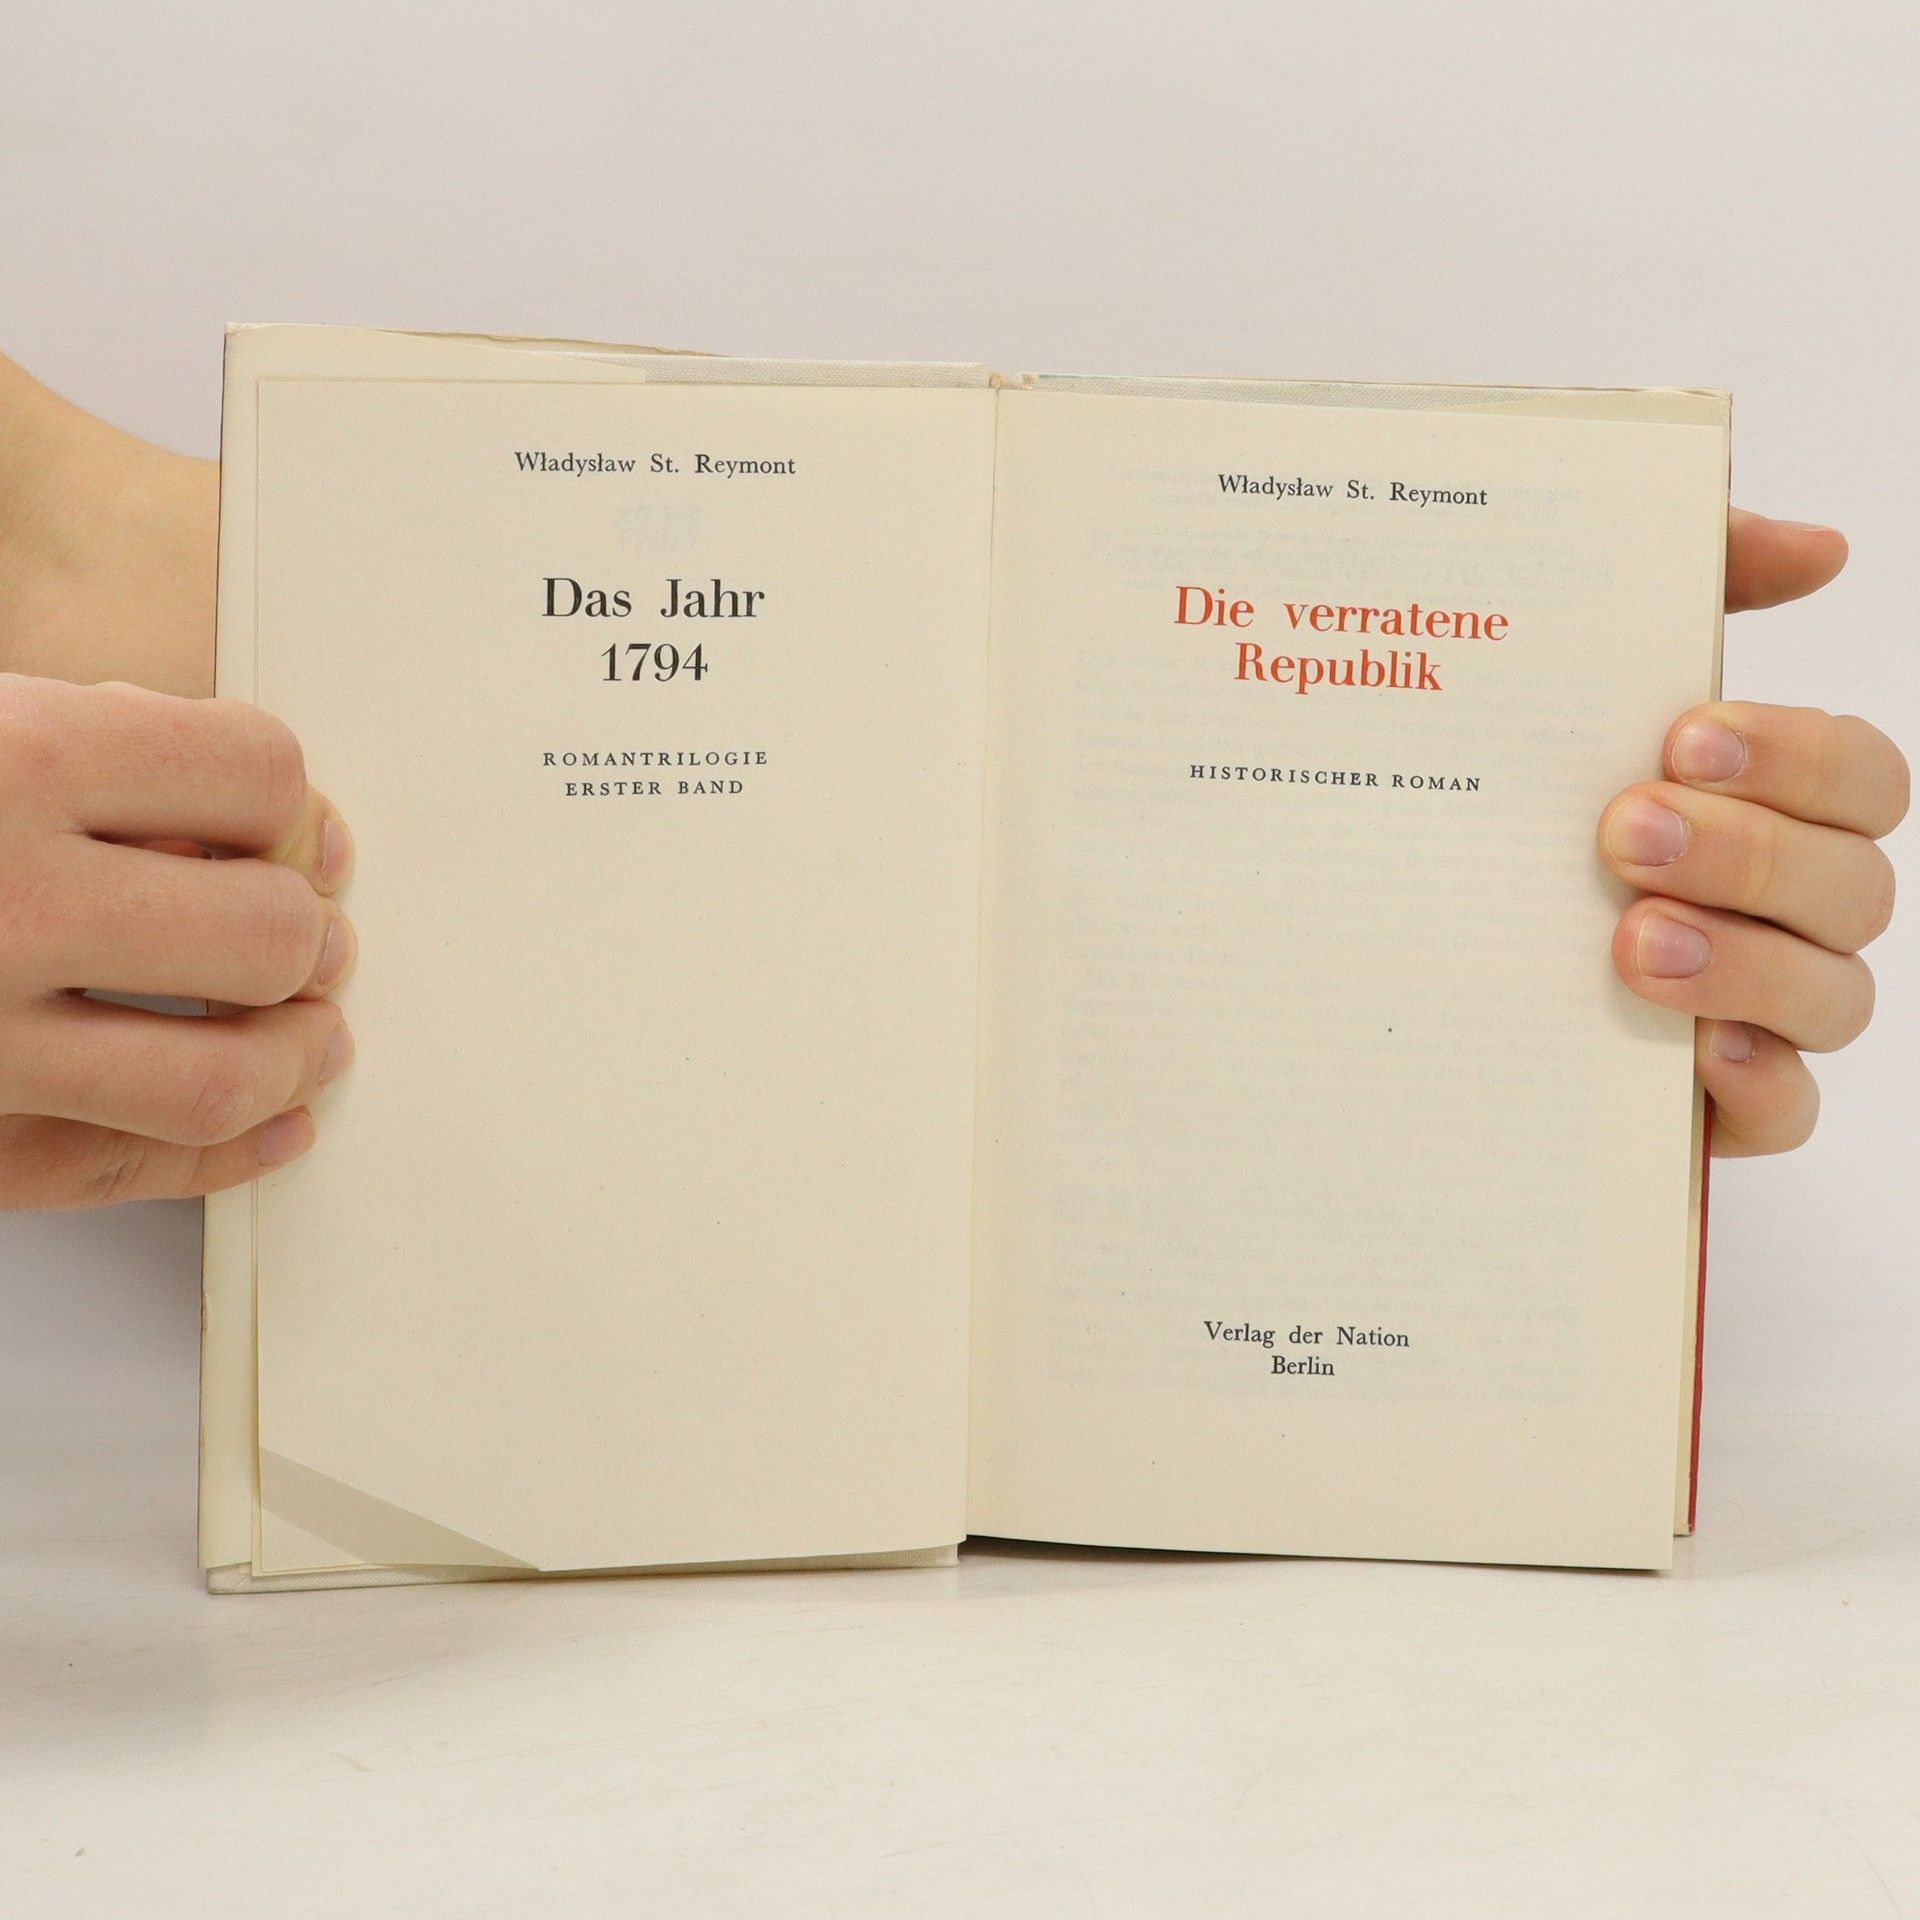 Władysław St. Reymont
Das Jahr
1794
ROMANTRILOGIE
ERSTER BAND
Władysław St. Reymont
Die verratene
Republik
HISTORISCHER ROMAN
Verlag der Nation
Berlin